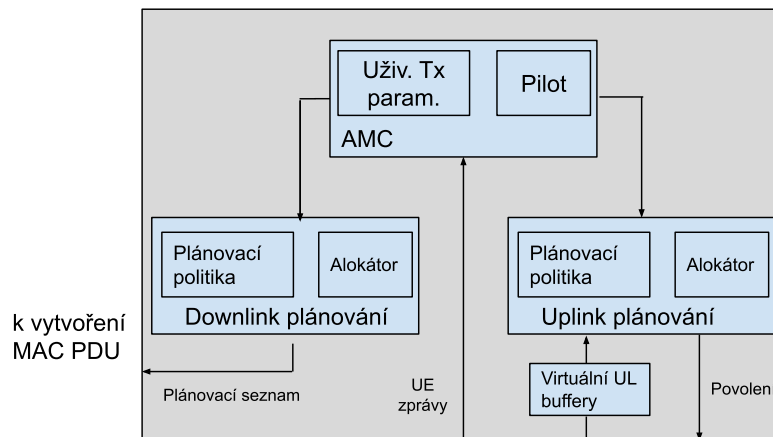 Uživ. Tx
param.
Pilot
AMC
Plánovací
politika
Alokátor
Downlink plánování
Plánovací
politika
Alokátor
Uplink plánování
k vytvoření
MAC PDU
Plánovací seznam
UE
zprávy
Virtuální UL
buffery
Povolen